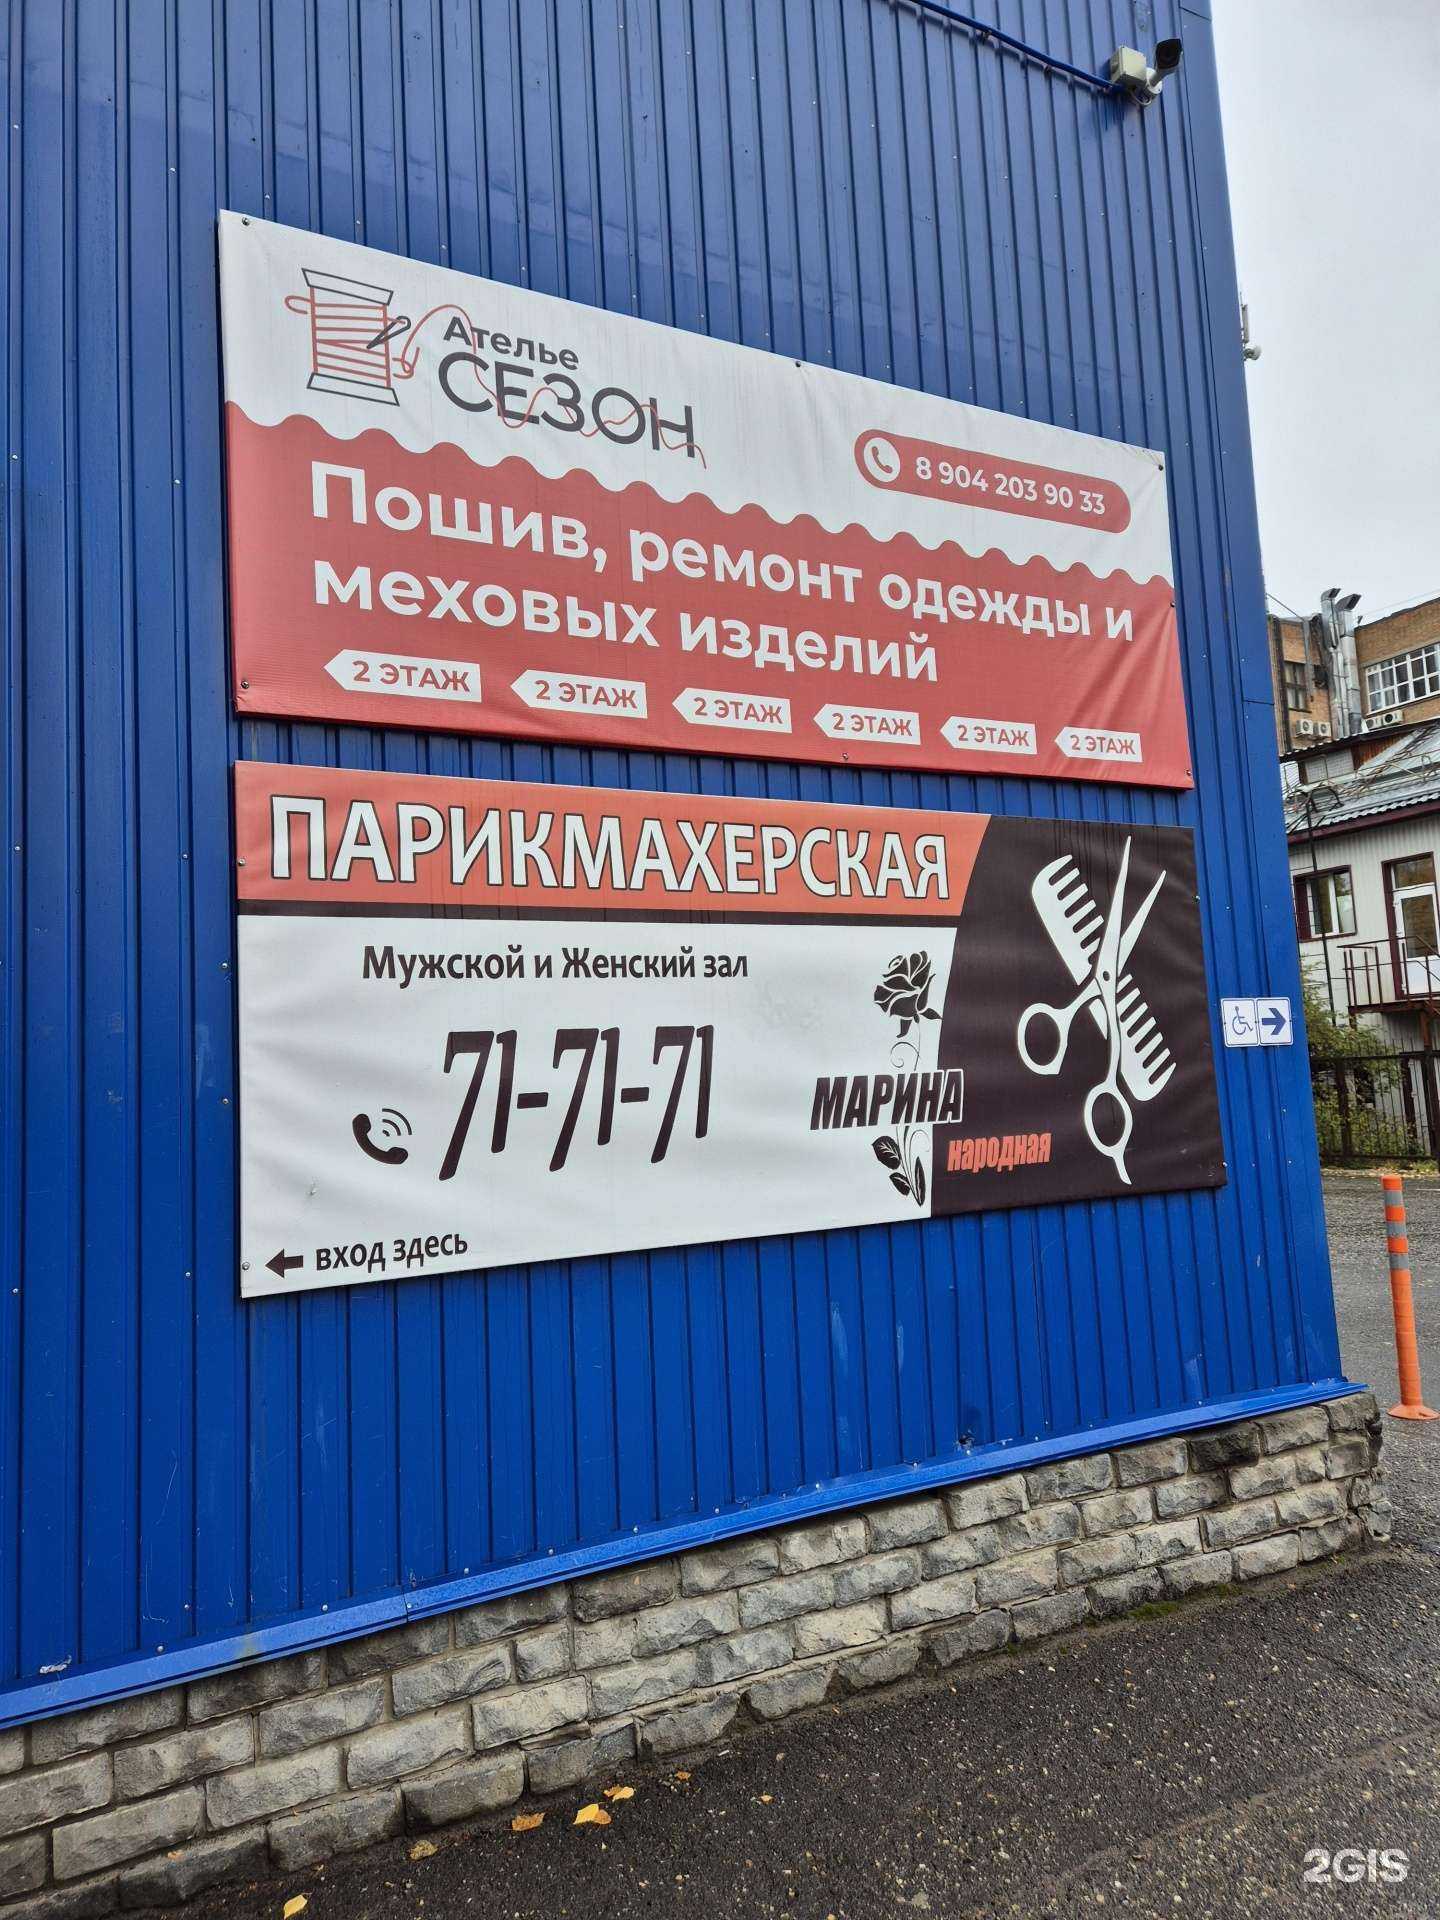 Ателье
СЕЗОН
8 904 203 90 33
Пошив, ремонт одежды и
меховых изделий
2 ЭТАЖ 2 ЭТАЖ 2 ЭТАЖ 2 ЭТАЖ 2 ЭТАЖ 2 ЭТАЖ
ПАРИКМАХЕРСКАЯ
Мужской и Женский зал
71-71-71
МАРИНА
народная
вход здесь
2GIS